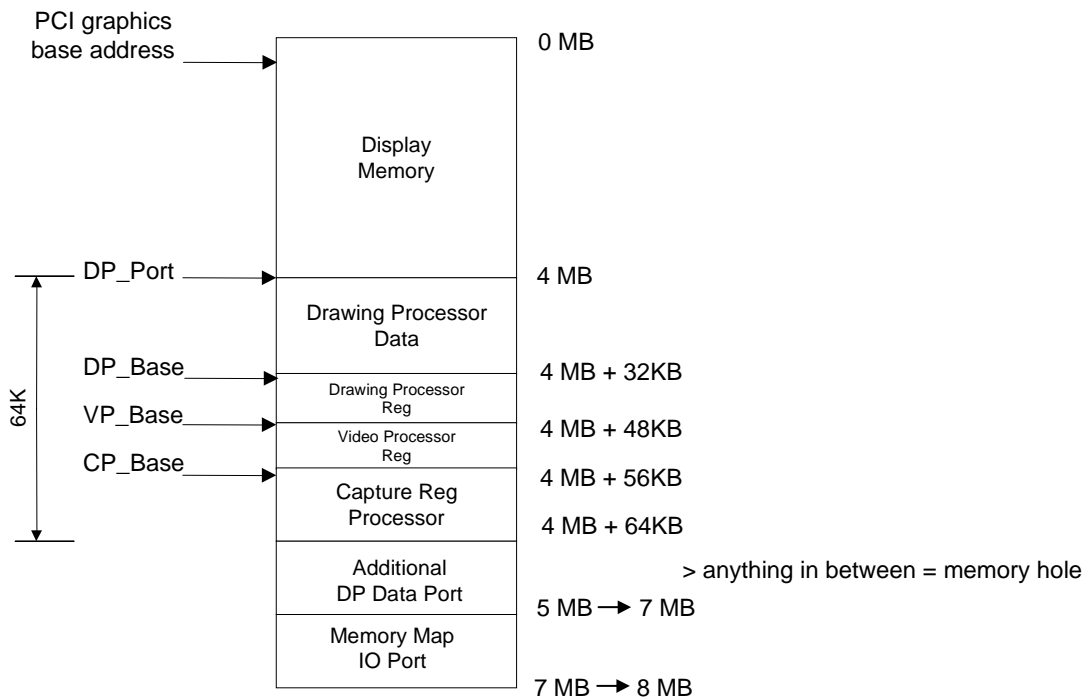 PCI graphics
base address
0 MB
Display
Memory
DP_Port
4 MB
Drawing Processor
Data
DP_Base
4 MB + 32KB
Drawing Processor
Reg
64K
VP_Base
4 MB + 48KB
Video Processor
Reg
CP_Base
4 MB + 56KB
Capture Reg
Processor
4 MB + 64KB
Additional
DP Data Port
> anything in between = memory hole
5 MB → 7 MB
Memory Map
IO Port
7 MB → 8 MB